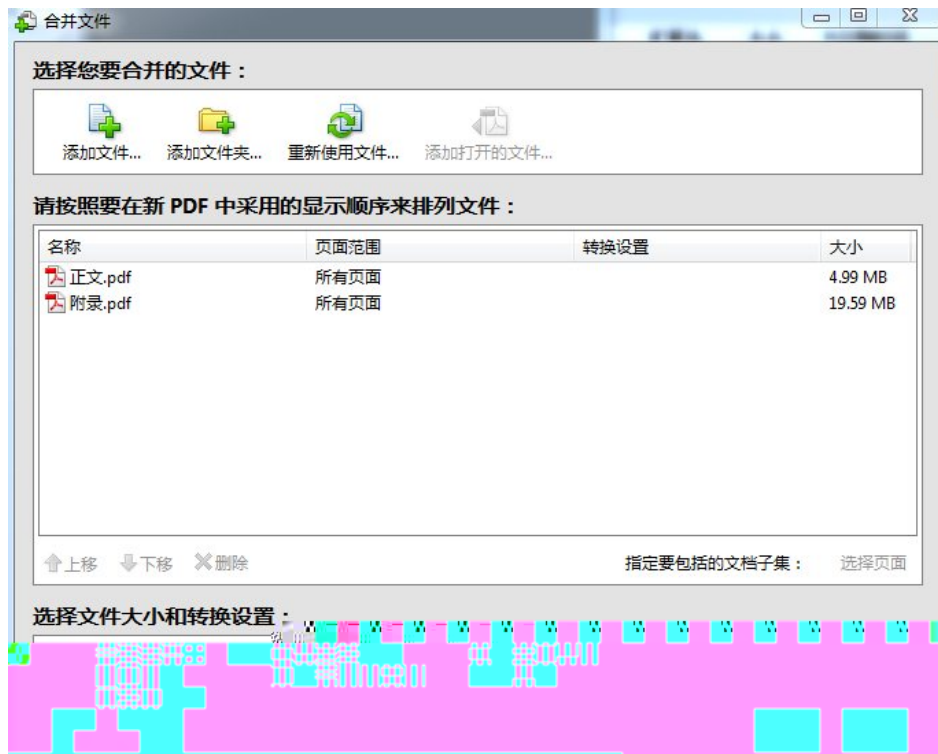 合并文件
选择您要合并的文件：
添加文件... 添加文件夹... 重新使用文件... 添加打开的文件...
请按照要在新 PDF 中采用的显示顺序来排列文件：
名称 页面范围 转换设置 大小
正文.pdf 所有页面 4.99 MB
附录.pdf 所有页面 19.59 MB
上移 下移 删除 指定要包括的文档子集： 选择页面
选择文件大小和转换设置：